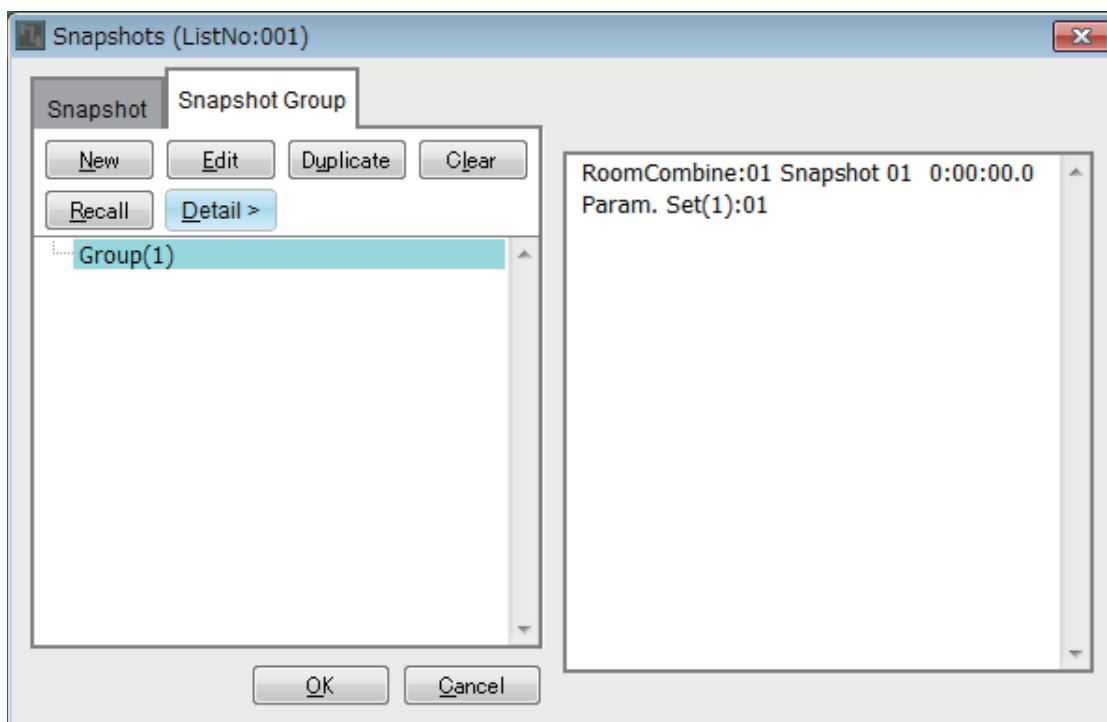 Snapshots (ListNo:001)
Snapshot
Snapshot Group
New
Edit
Duplicate
Clear
Recall
Detail >
Group(1)
RoomCombine:01 Snapshot 01 0:00:00.0
Param. Set(1):01
OK
Cancel